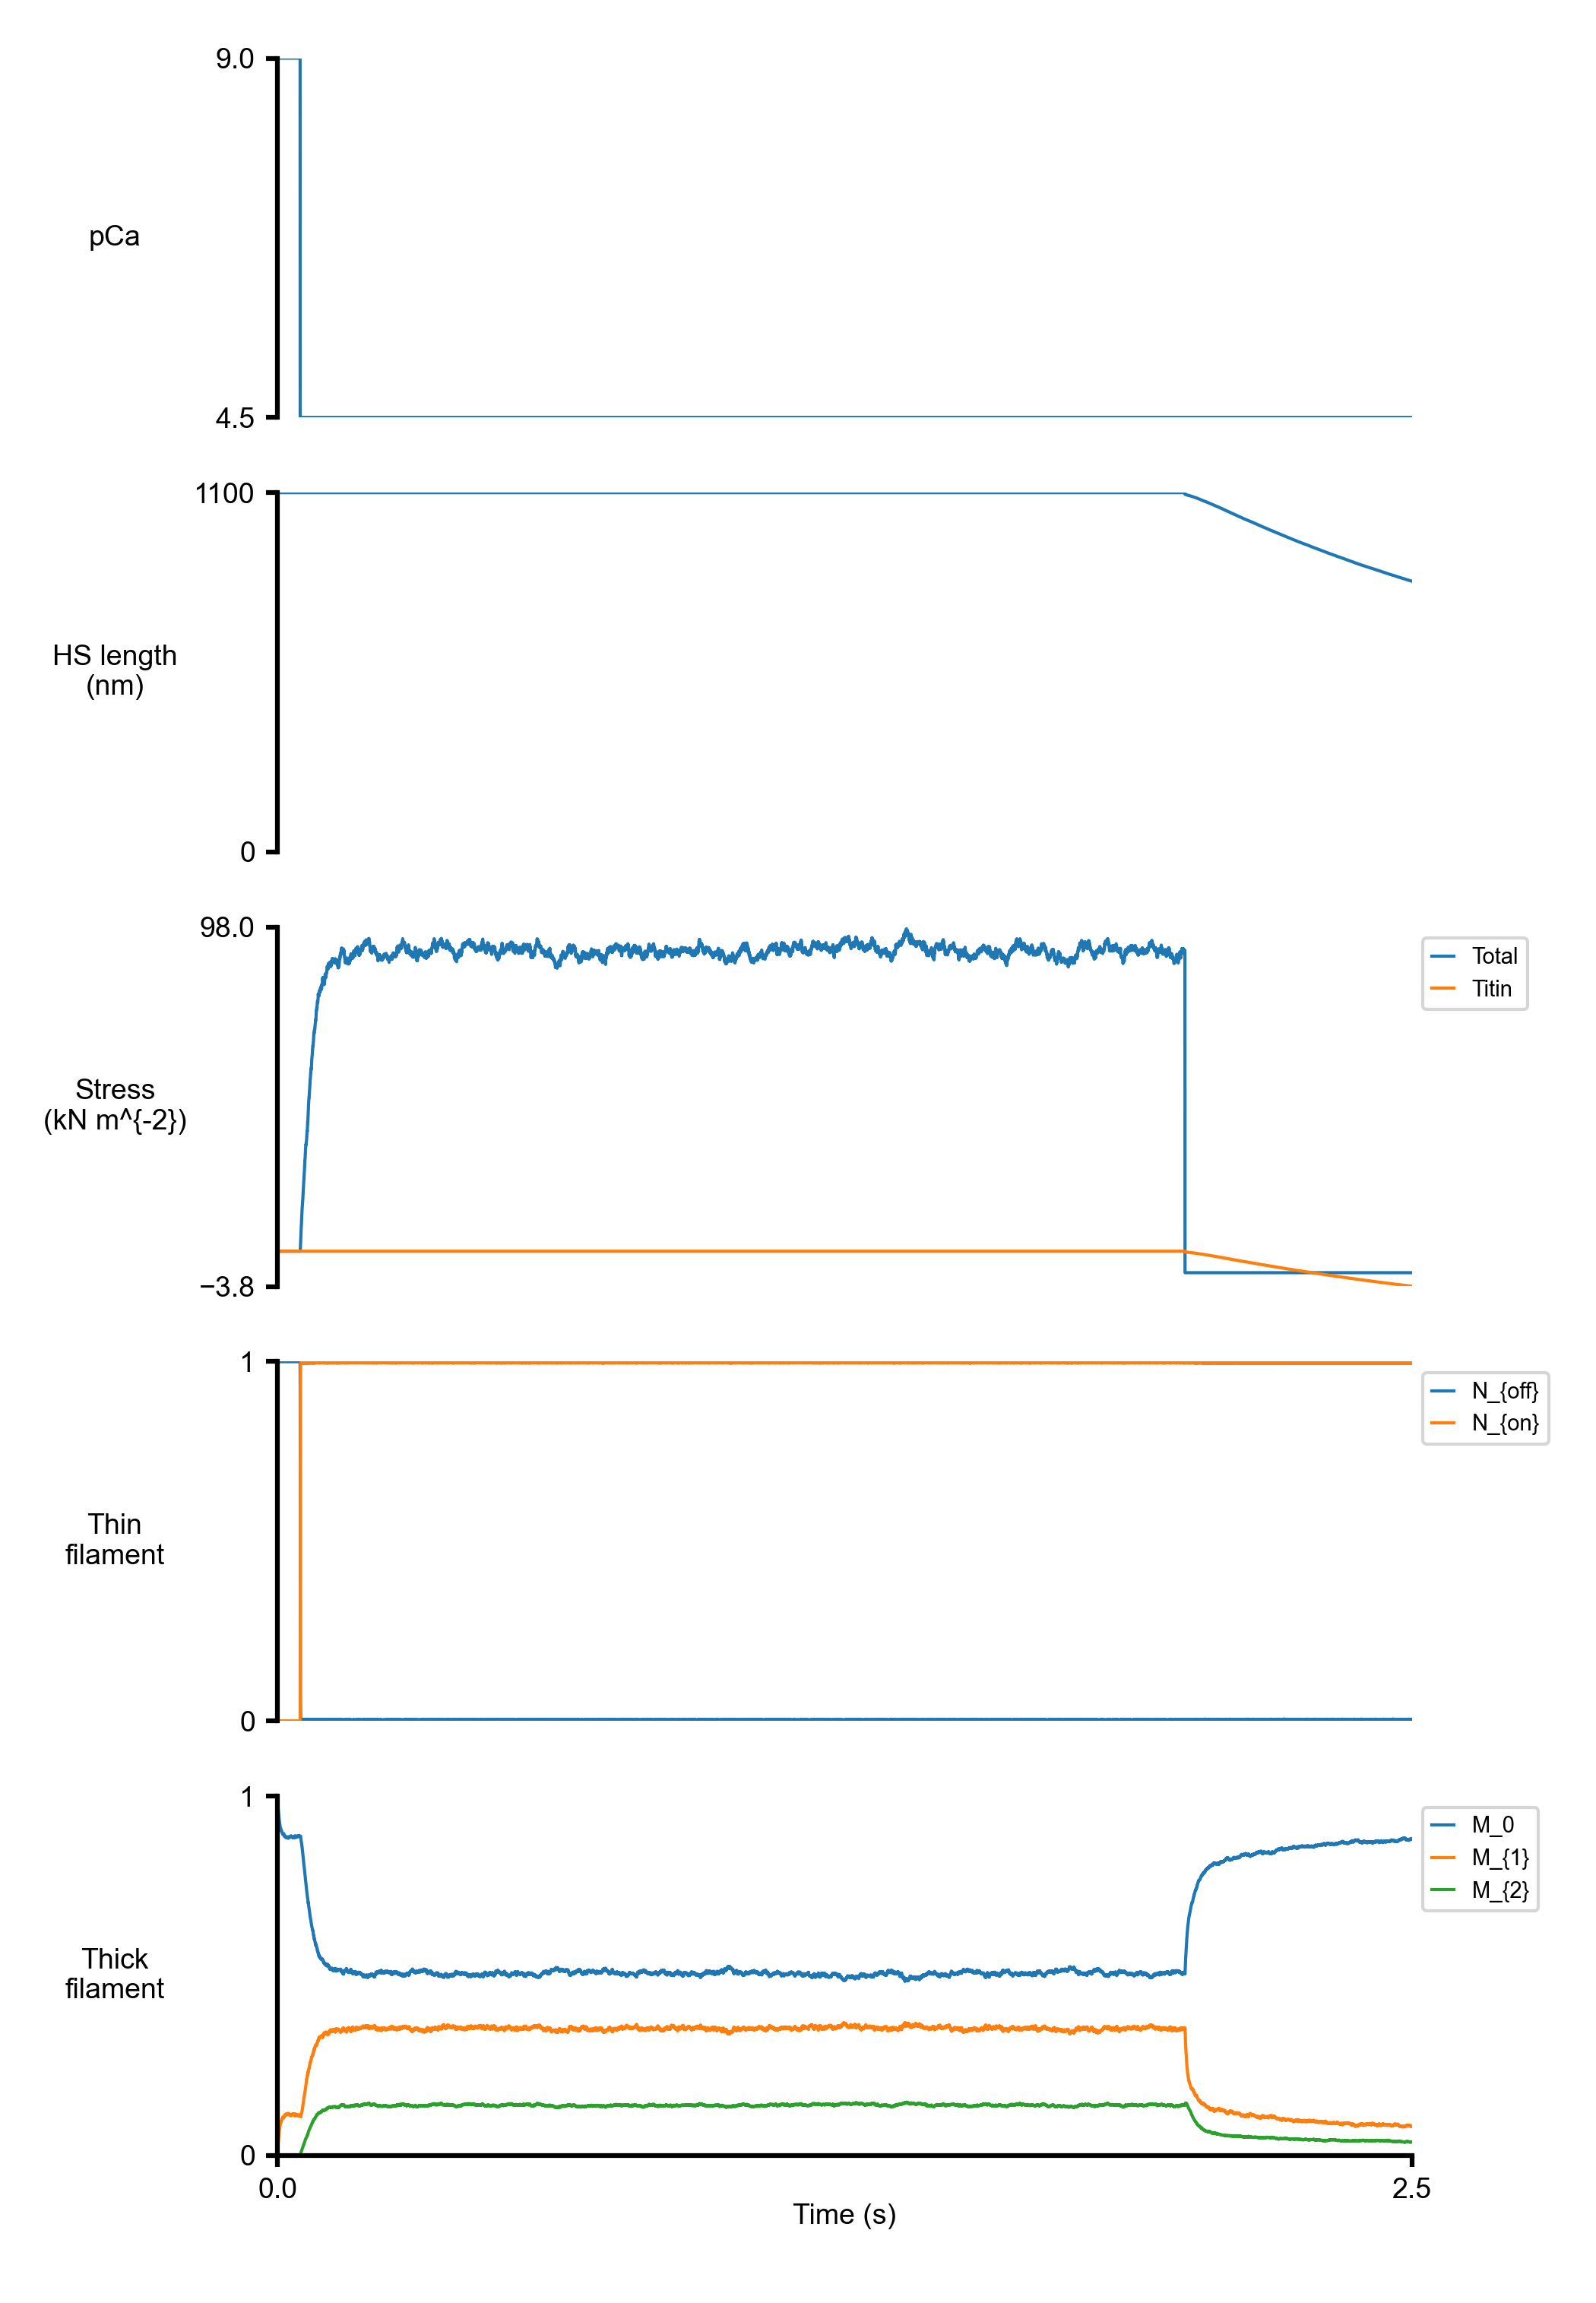 9.0
pCa
4.5
1100
HS length
(nm)
0
98.0
Total
Titin
Stress
(kN m^{-2})
−3.8
1
N_{off}
N_{on}
Thin
filament
0
1
M_0
M_{1}
M_{2}
Thick
filament
0
0.0
2.5
Time (s)